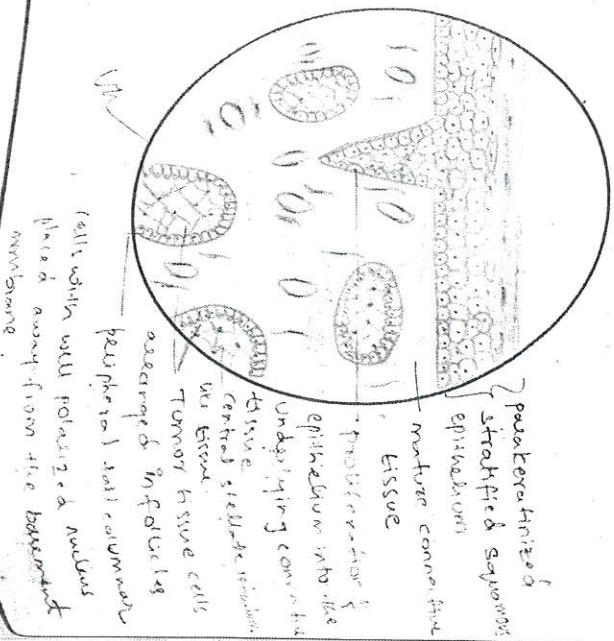 parakeratinized
stratified squamous
epithelium
mature connective
tissue
proliferation of
epithelium into the
underlying connective
tissue
central stellate reticulum
like tissue
Tumor tissue cells
arranged in follicles
peripheral tall columnar
cells with well polarized nucleus
placed away from the basement
membrane